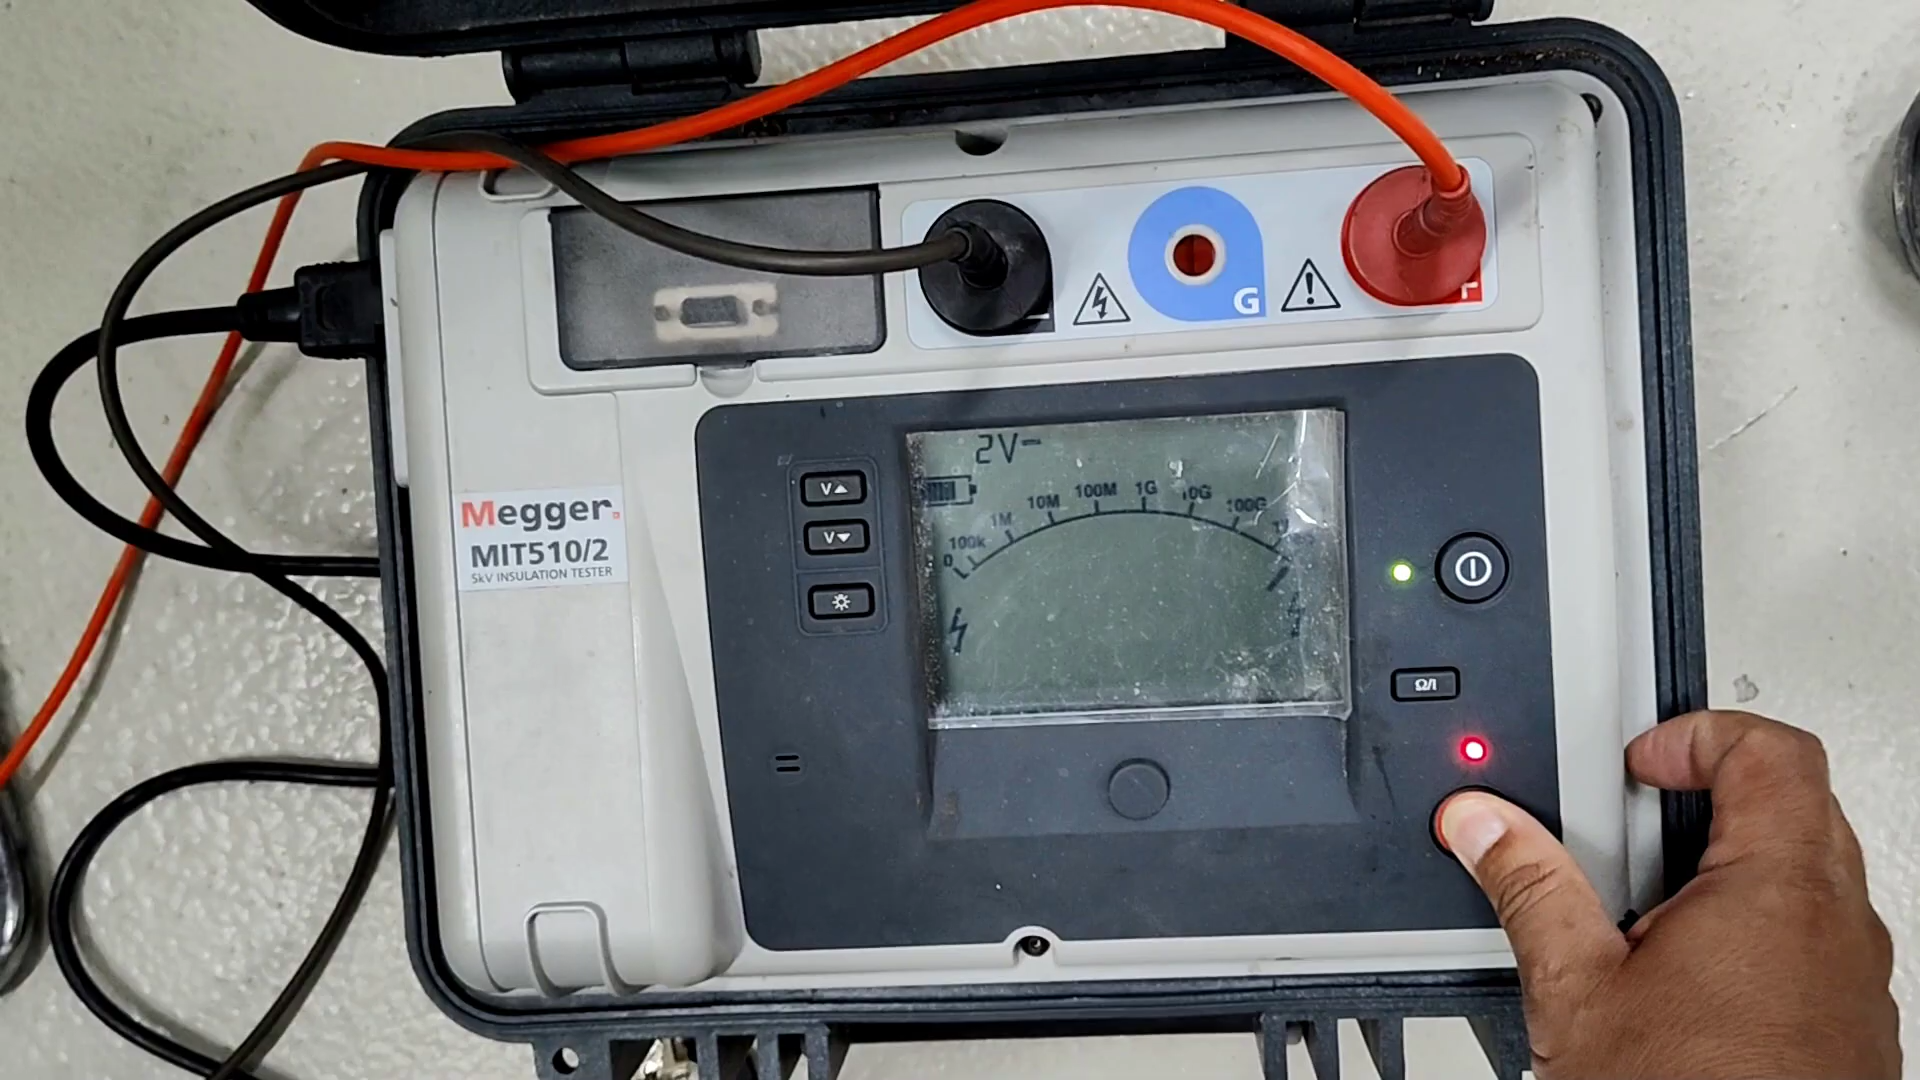 G
2V
100k 1M 10M 100M 1G 10G 100G
0
V
V
Megger.
MIT510/2
5kV INSULATION TESTER
Ω/I